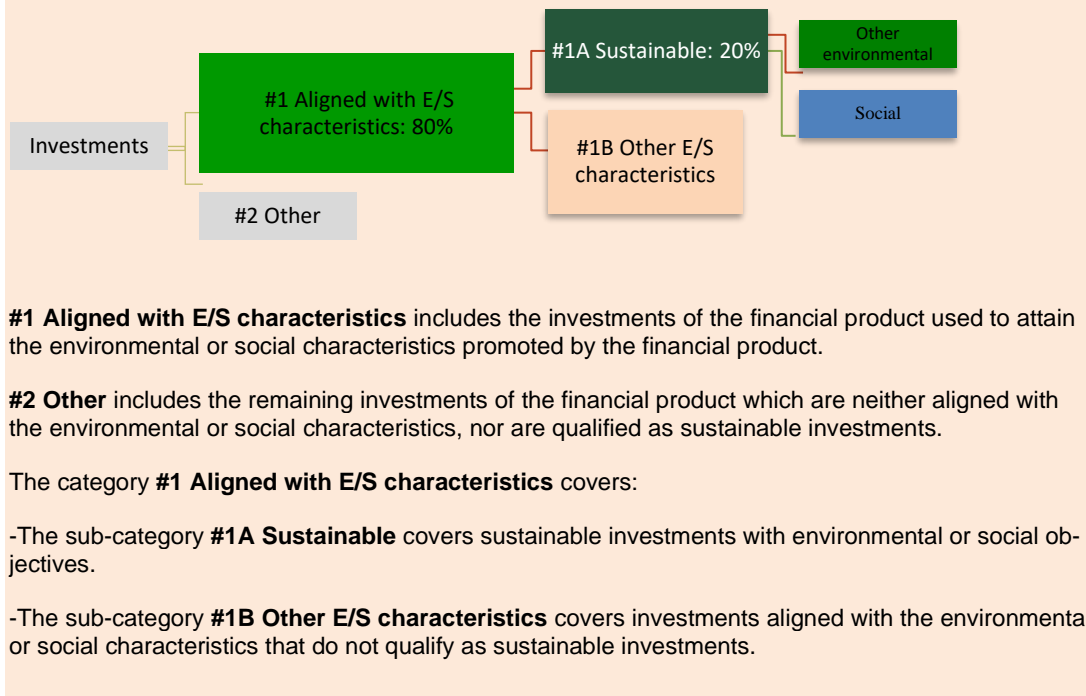 Investments
#1 Aligned with E/S
characteristics: 80%
#2 Other
#1A Sustainable: 20%
#1B Other E/S
characteristics
Other
environmental
Social
#1 Aligned with E/S characteristics includes the investments of the financial product used to attain
the environmental or social characteristics promoted by the financial product.
#2 Other includes the remaining investments of the financial product which are neither aligned with
the environmental or social characteristics, nor are qualified as sustainable investments.
The category #1 Aligned with E/S characteristics covers:
-The sub-category #1A Sustainable covers sustainable investments with environmental or social ob-
jectives.
-The sub-category #1B Other E/S characteristics covers investments aligned with the environmenta
or social characteristics that do not qualify as sustainable investments.